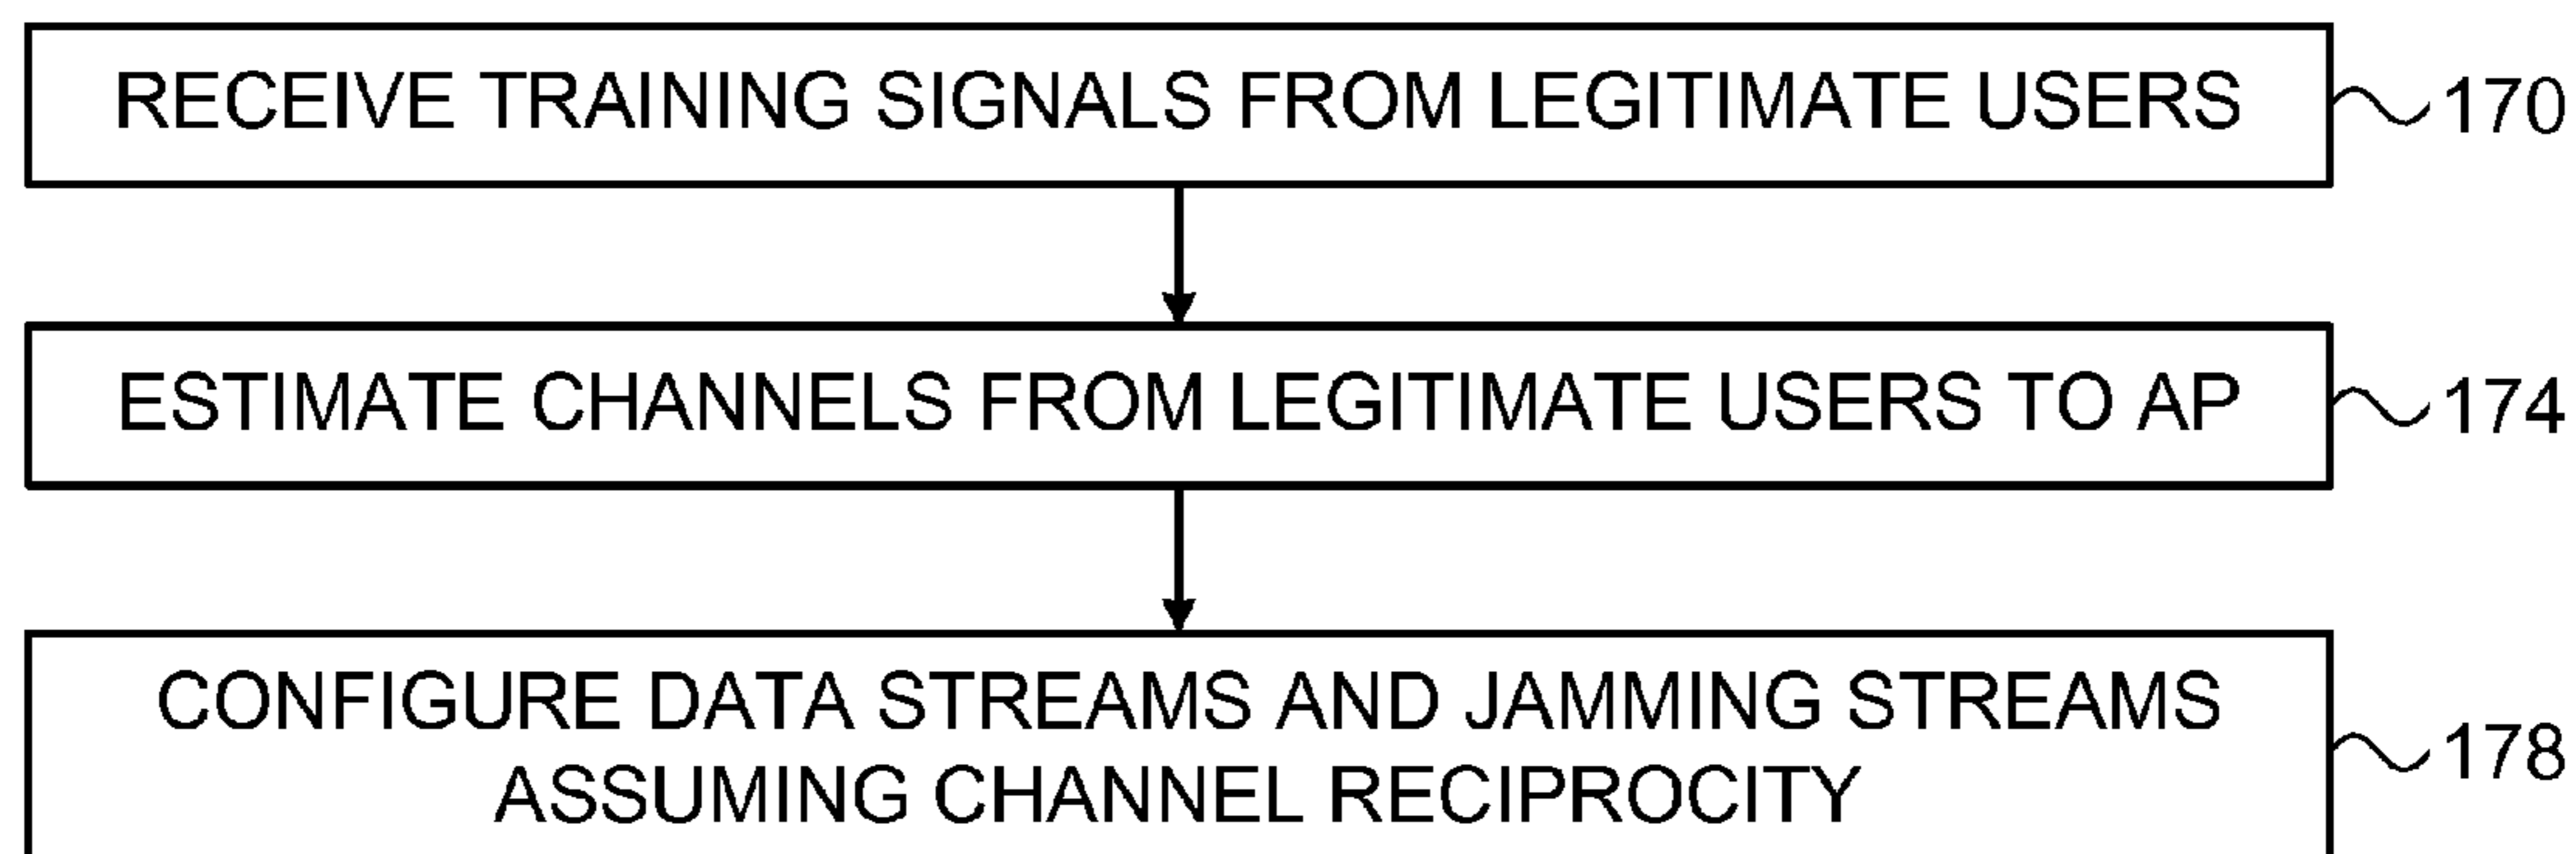 RECEIVE TRAINING SIGNALS FROM LEGITIMATE USERS 170
ESTIMATE CHANNELS FROM LEGITIMATE USERS TO AP 174
CONFIGURE DATA STREAMS AND JAMMING STREAMS
ASSUMING CHANNEL RECIPROCITY 178